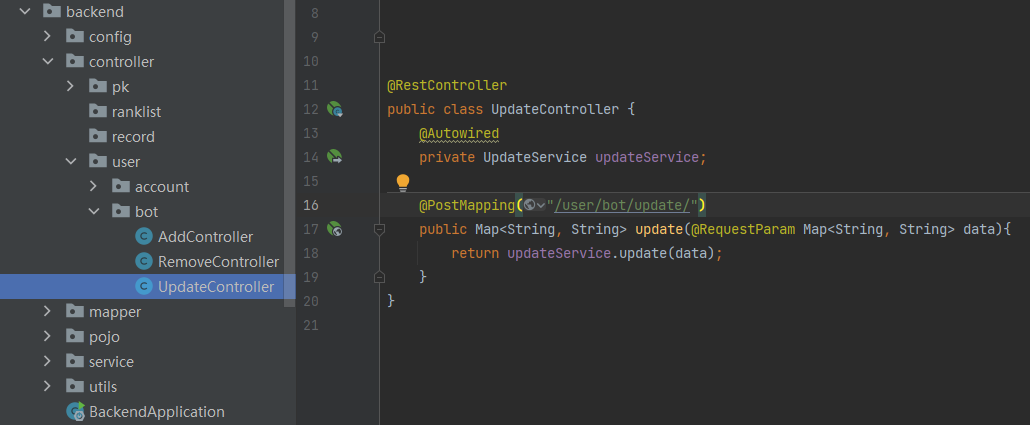 backend
config
controller
pk
ranklist
record
user
account
bot
AddController
RemoveController
UpdateController
mapper
pojo
service
utils
BackendApplication
8
9
10
11 @RestController
12 public class UpdateController {
13 @Autowired
14 private UpdateService updateService;
15
16 @PostMapping("/user/bot/update/")
17 public Map<String, String> update(@RequestParam Map<String, String> data){
18 return updateService.update(data);
19 }
20 }
21